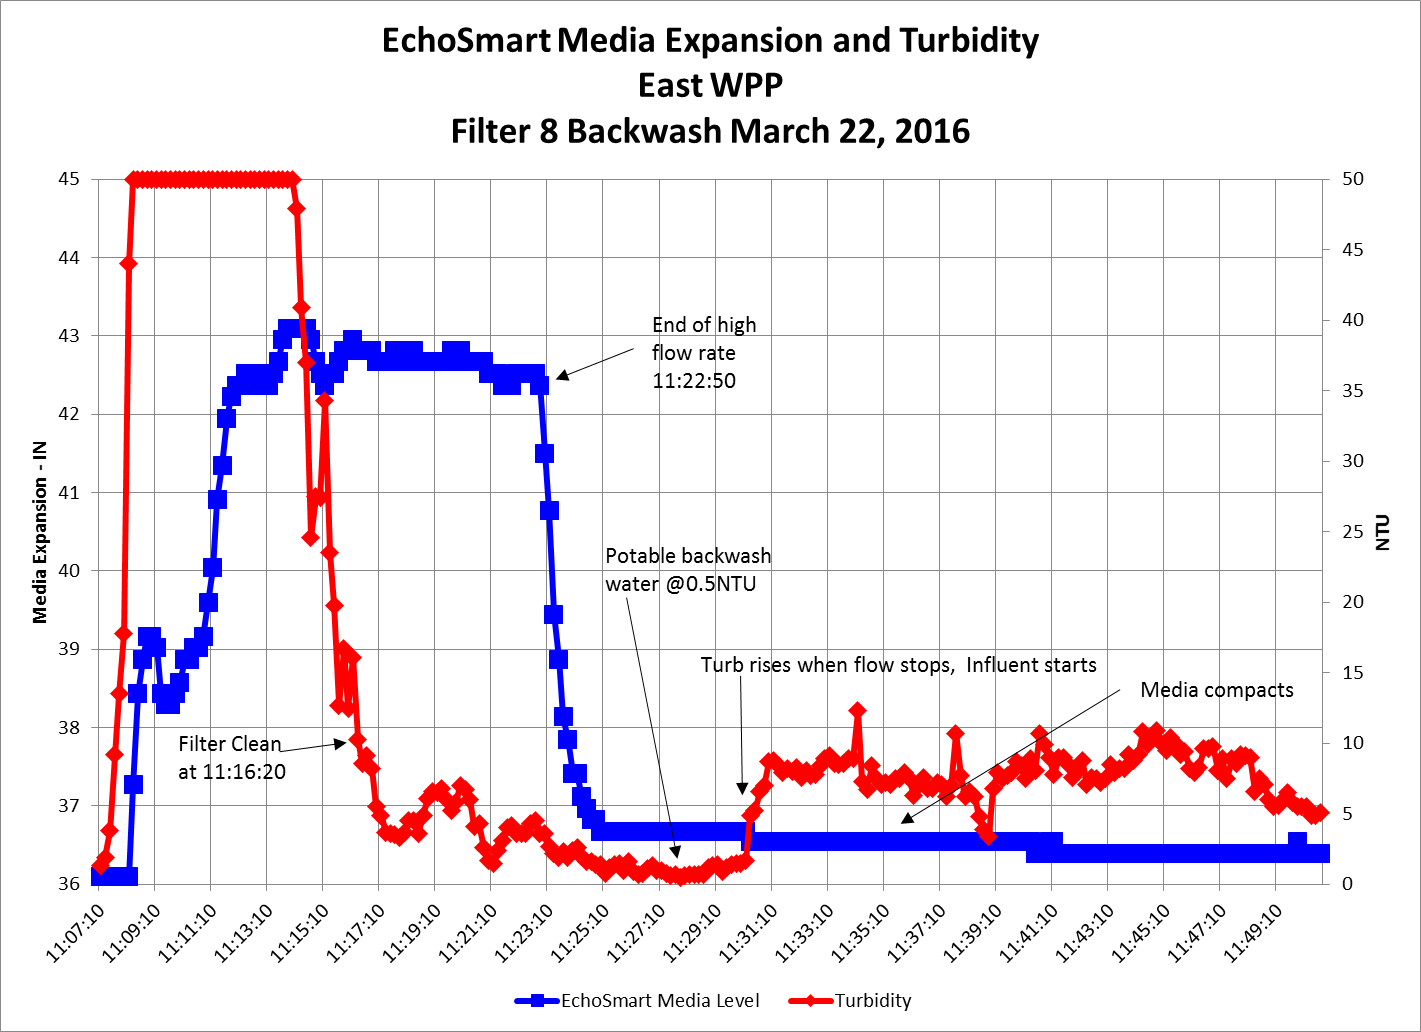 EchoSmart Media Expansion and Turbidity
East WPP
Filter 8 Backwash March 22, 2016
45
44
43
42
41
40
39
38
37
36
Media Expansion - IN
50
45
40
35
30
25
20
15
10
5
0
NTU
End of high
flow rate
11:22:50
Potable backwash
water @0.5NTU
Turb rises when flow stops, Influent starts
Media compacts
Filter Clean
at 11:16:20
11:07:10
11:09:10
11:11:10
11:13:10
11:15:10
11:17:10
11:19:10
11:21:10
11:23:10
11:25:10
11:27:10
11:29:10
11:31:10
11:33:10
11:35:10
11:37:10
11:39:10
11:41:10
11:43:10
11:45:10
11:47:10
11:49:10
EchoSmart Media Level
Turbidity